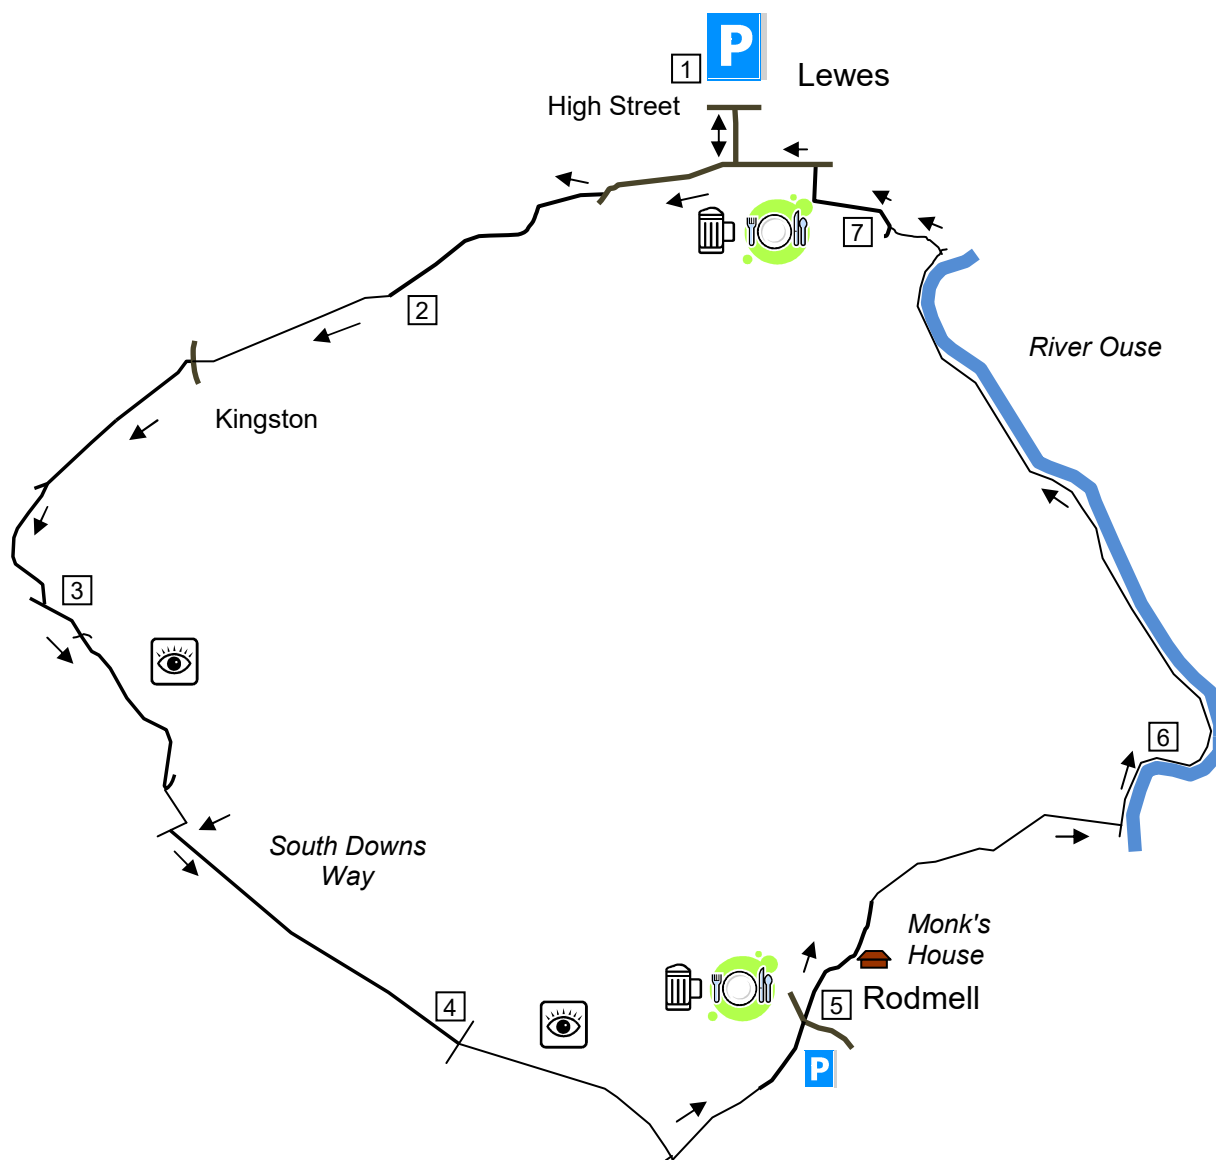 P
1
Lewes
High Street
7
2
River Ouse
Kingston
3
6
South Downs
Way
Monk's
House
4
5
Rodmell
P